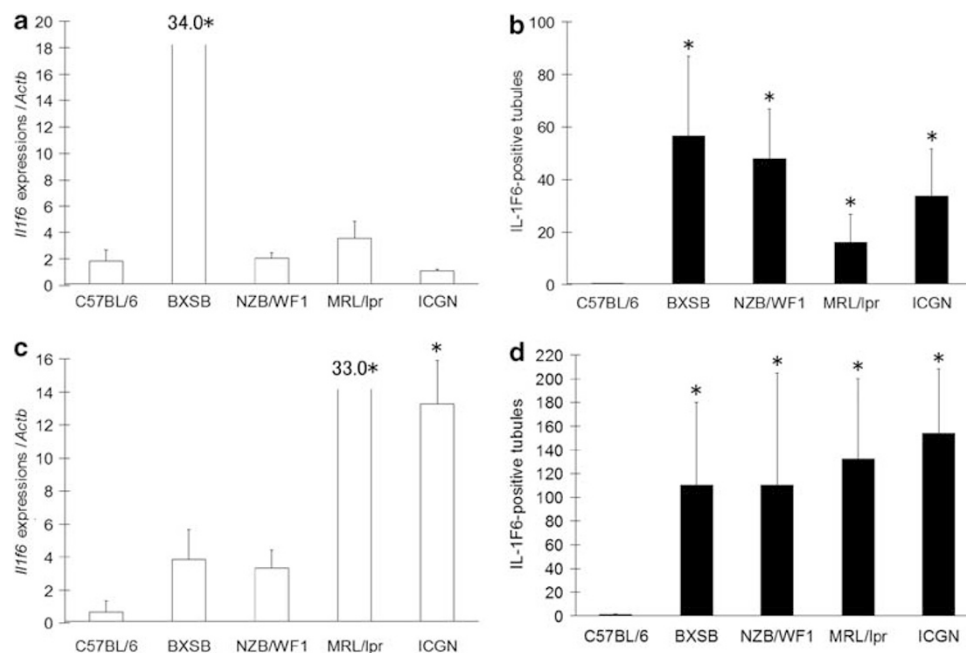 a
Il1f6 expressions /Actb
20
18
16
14
12
10
8
6
4
2
0
34.0*
C57BL/6 BXSB NZB/WF1 MRL/lpr ICGN
b
IL-1F6-positive tubules
100
80
60
40
20
0
* * * *
C57BL/6 BXSB NZB/WF1 MRL/lpr ICGN
c
Il1f6 expressions /Actb
16
14
12
10
8
6
4
2
0
33.0* *
C57BL/6 BXSB NZB/WF1 MRL/lpr ICGN
d
IL-1F6-positive tubules
220
200
180
160
140
120
100
80
60
40
20
0
* * * *
C57BL/6 BXSB NZB/WF1 MRL/lpr ICGN